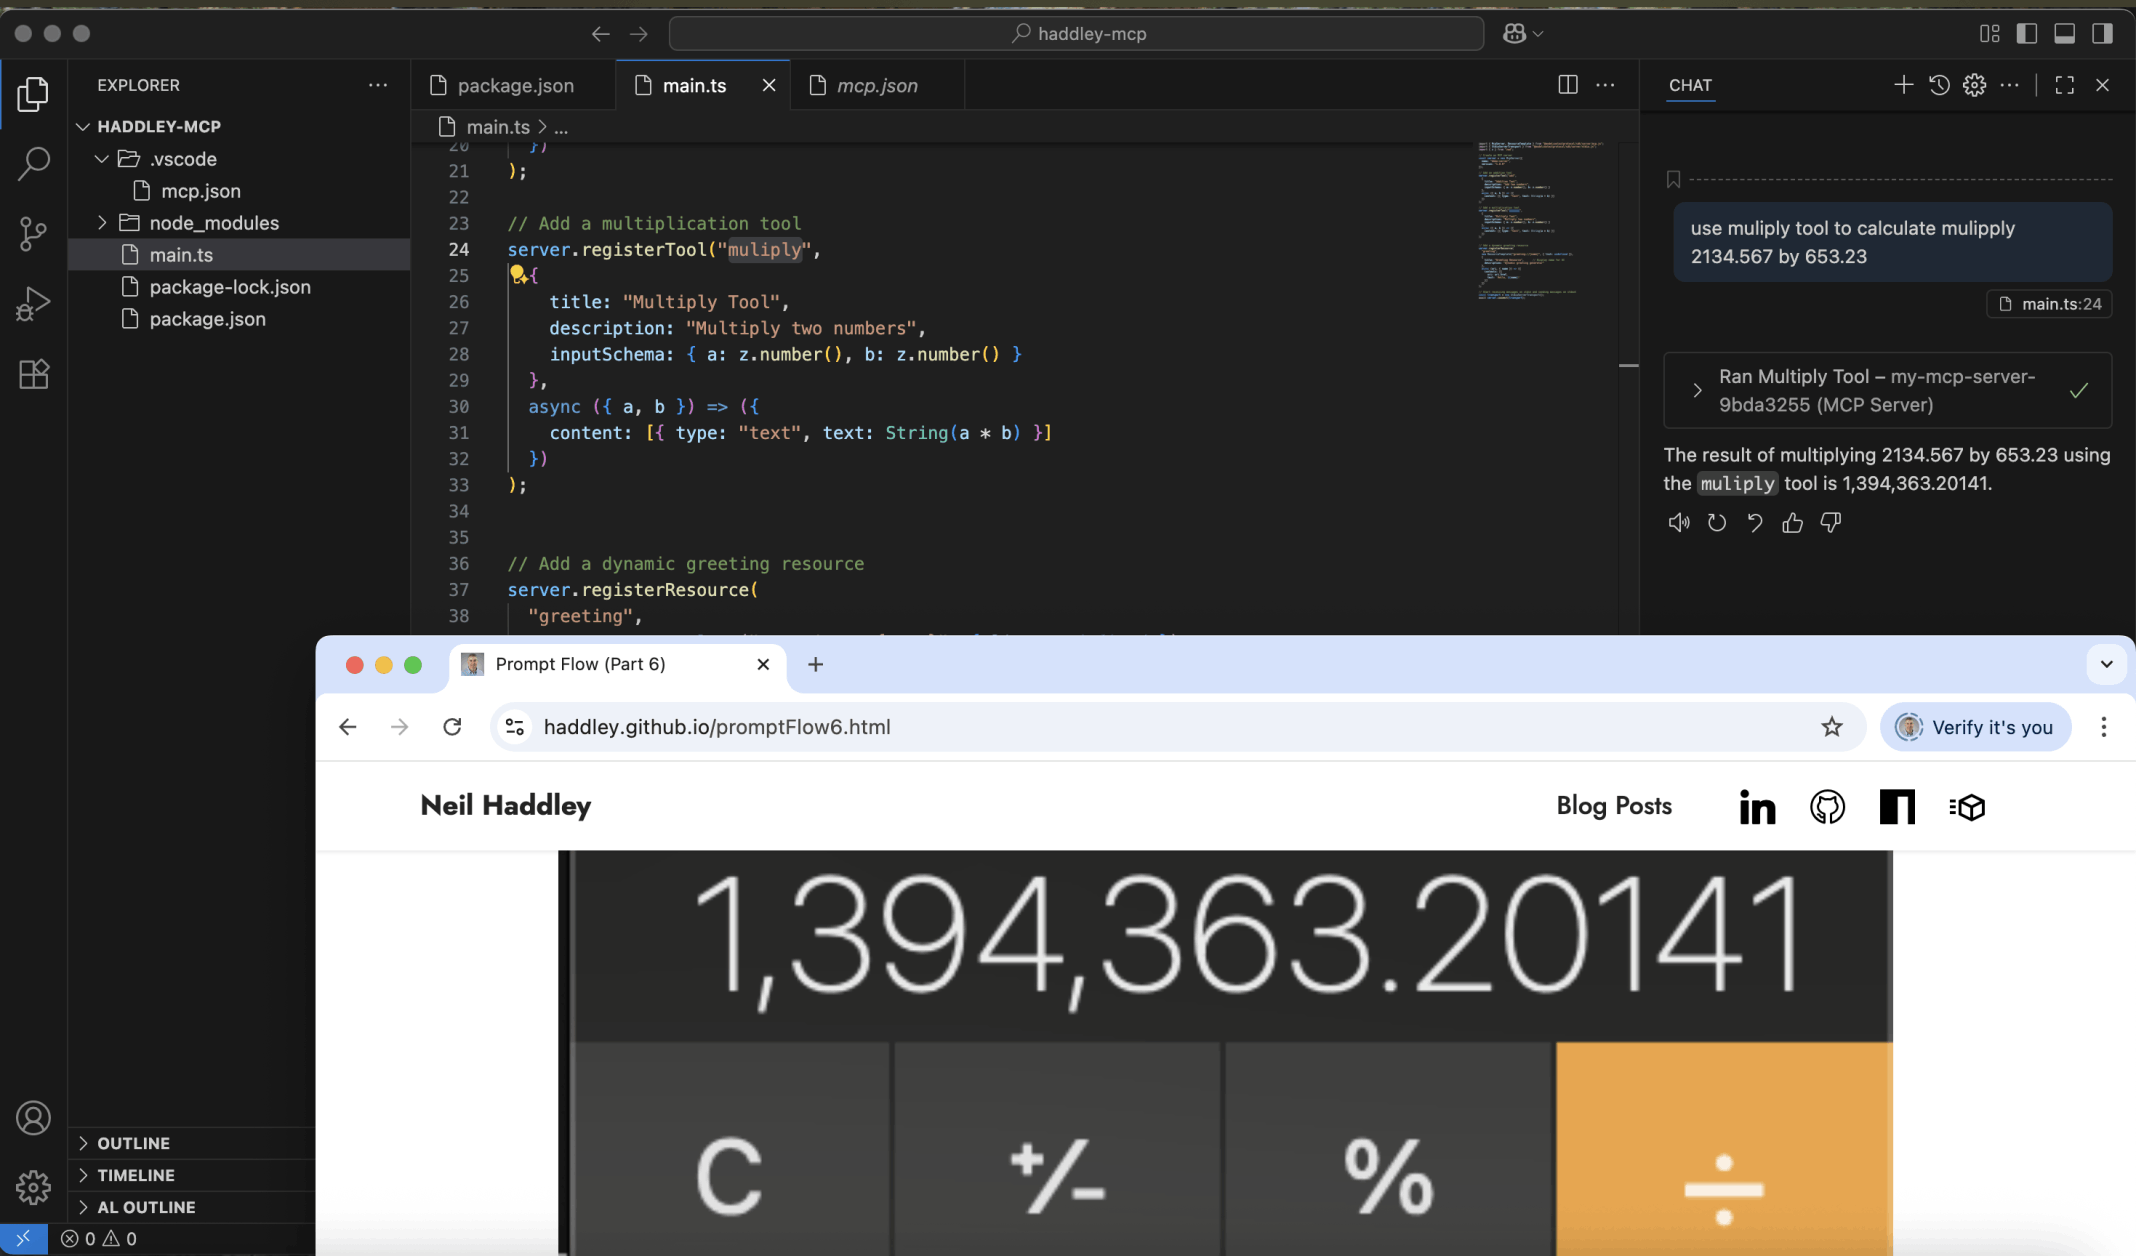 haddley-mcp
EXPLORER
HADDLEY-MCP
.vscode
mcp.json
node_modules
main.ts
package-lock.json
package.json
OUTLINE
TIMELINE
AL OUTLINE
0 0
package.json
main.ts
mcp.json
main.ts > ...
20 })
21 );
22
23 // Add a multiplication tool
24 server.registerTool("muliply",
25 {
26 title: "Multiply Tool",
27 description: "Multiply two numbers",
28 inputSchema: { a: z.number(), b: z.number() }
29 },
30 async ({ a, b }) => ({
31 content: [{ type: "text", text: String(a * b) }]
32 })
33 );
34
35
36 // Add a dynamic greeting resource
37 server.registerResource(
38 "greeting",
CHAT
use muliply tool to calculate mulipply
2134.567 by 653.23
main.ts:24
Ran Multiply Tool – my-mcp-server-
9bda3255 (MCP Server)
The result of multiplying 2134.567 by 653.23 using
the muliply tool is 1,394,363.20141.
Prompt Flow (Part 6)
haddley.github.io/promptFlow6.html
Verify it's you
Neil Haddley
Blog Posts
in
1,394,363.20141
C +/- % ÷